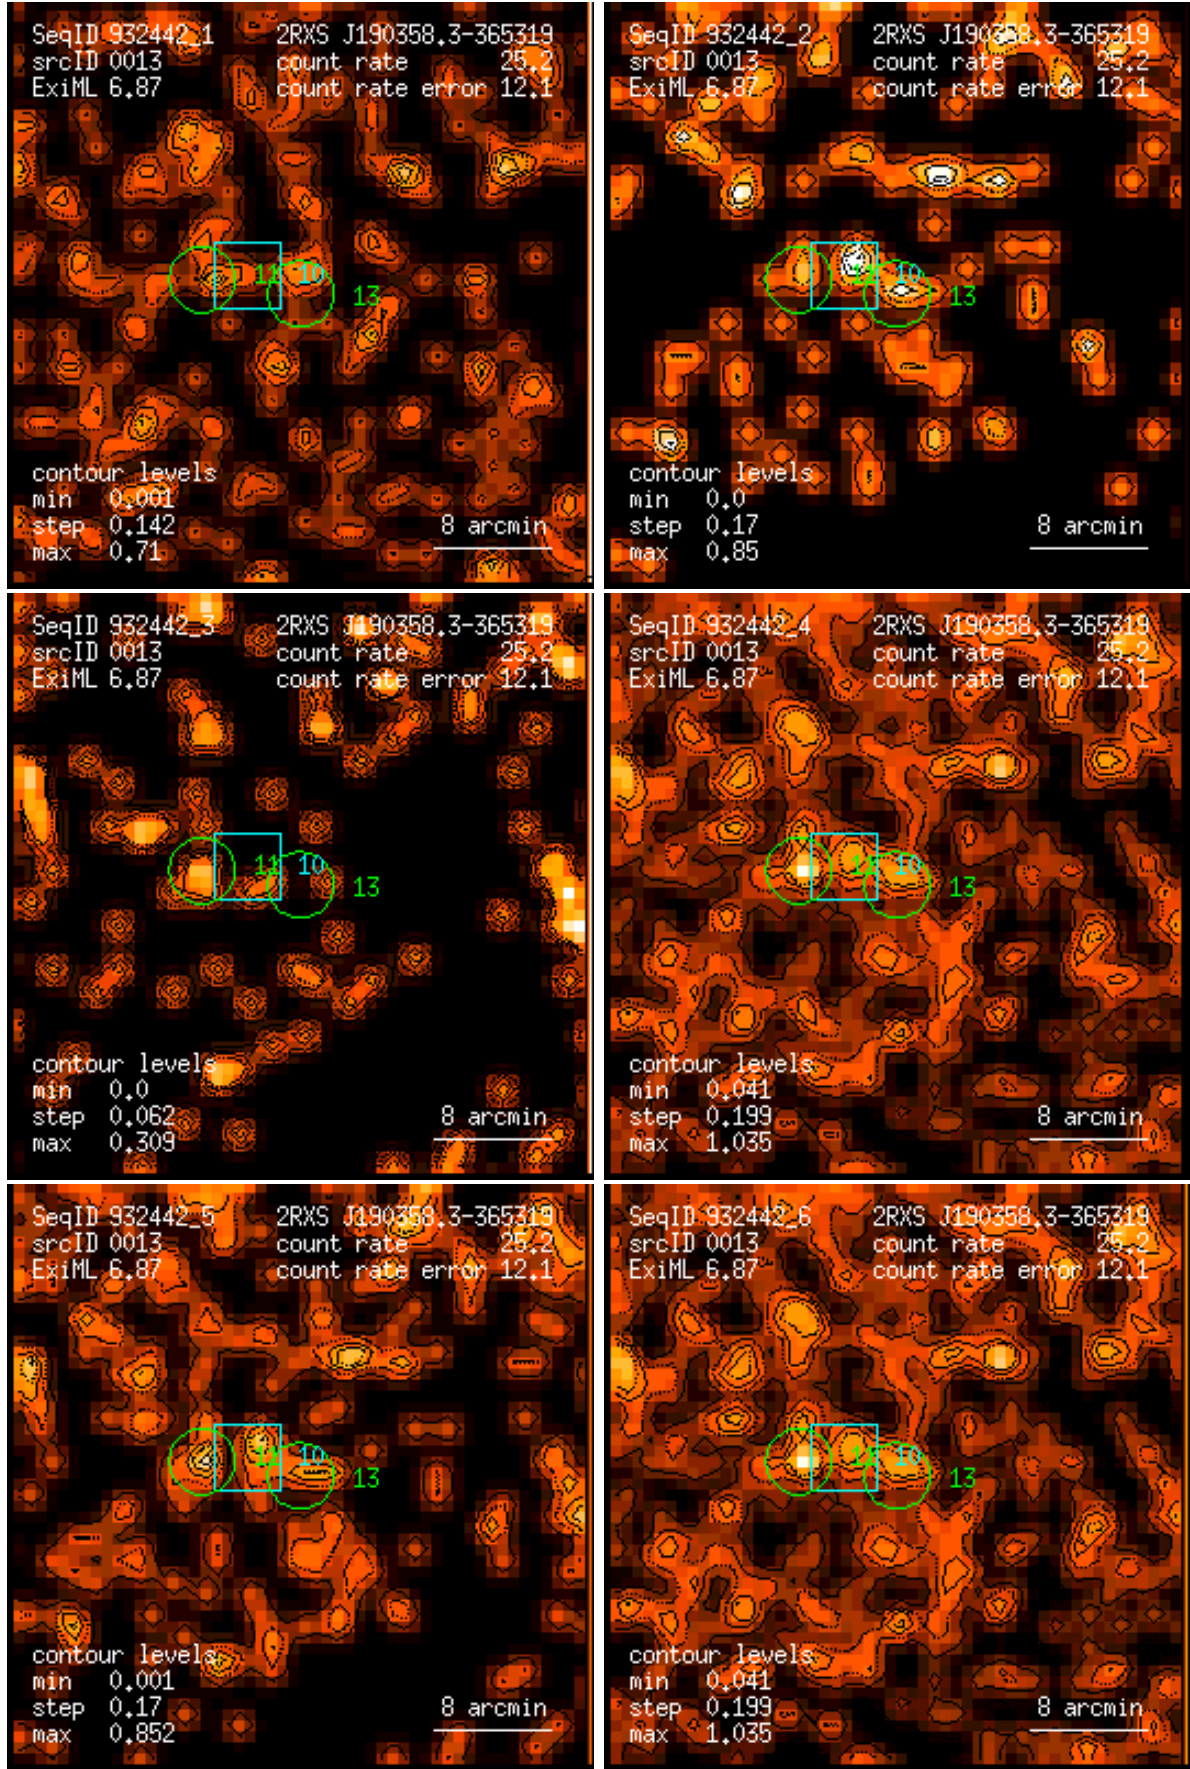 SeqID 932442_1 2RXS J190358.3-365319
srcID 0013 count rate 25.2
ExiML 6.87 count rate error 12.1
11 10
13
contour levels
min 0.001
step 0.142 8 arcmin
max 0.71
SeqID 932442_2 2RXS J190358.3-365319
srcID 0013 count rate 25.2
ExiML 6.87 count rate error 12.1
11 10
13
contour levels
min 0.0
step 0.17 8 arcmin
max 0.85
SeqID 932442_3 2RXS J190358.3-365319
srcID 0013 count rate 25.2
ExiML 6.87 count rate error 12.1
11 10
13
contour levels
min 0.0
step 0.062 8 arcmin
max 0.309
SeqID 932442_4 2RXS J190358.3-365319
srcID 0013 count rate 25.2
ExiML 6.87 count rate error 12.1
11 10
13
contour levels
min 0.041
step 0.199 8 arcmin
max 1.035
SeqID 932442_5 2RXS J190358.3-365319
srcID 0013 count rate 25.2
ExiML 6.87 count rate error 12.1
11 10
13
contour levels
min 0.001
step 0.17 8 arcmin
max 0.852
SeqID 932442_6 2RXS J190358.3-365319
srcID 0013 count rate 25.2
ExiML 6.87 count rate error 12.1
11 10
13
contour levels
min 0.041
step 0.199 8 arcmin
max 1.035